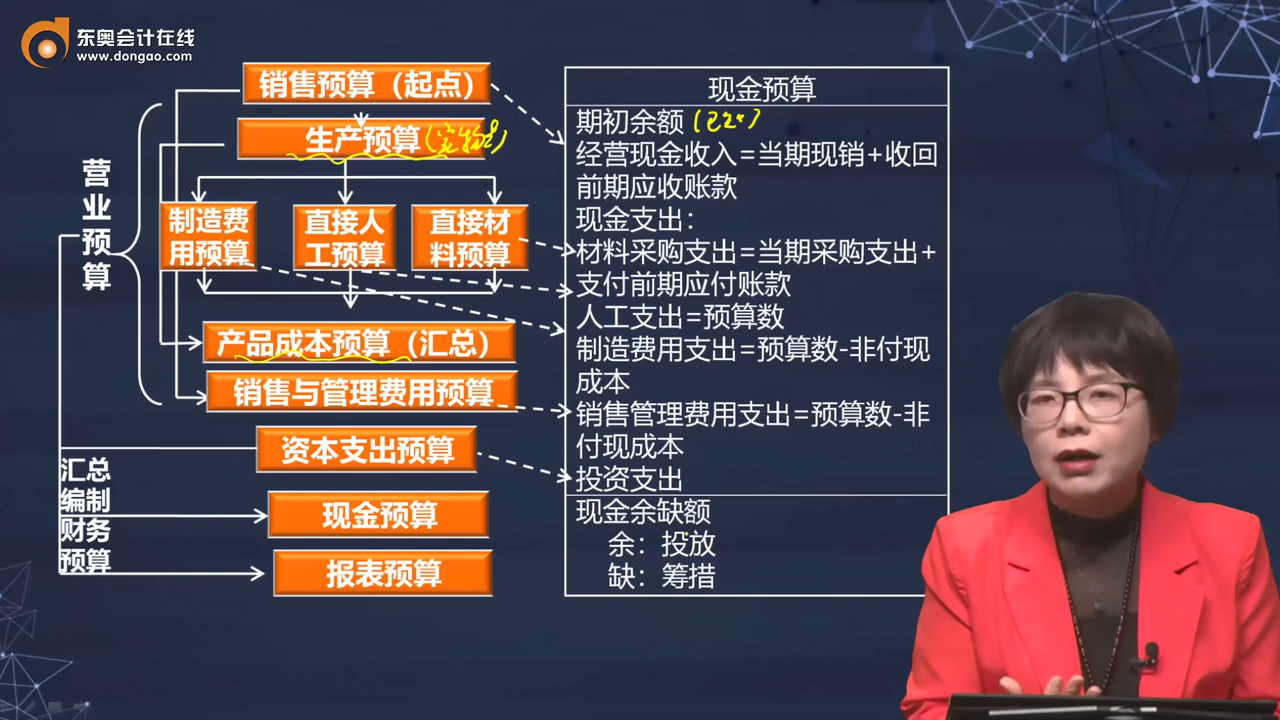 东奥会计在线
www.dongao.com
销售预算（起点）
生产预算
营业预算
制造费
用预算
直接人
工预算
直接材
料预算
产品成本预算（汇总）
销售与管理费用预算
资本支出预算
汇总
编制
财务
预算
现金预算
报表预算
现金预算
期初余额
经营现金收入=当期现销+收回
前期应收账款
现金支出：
材料采购支出=当期采购支出+
支付前期应付账款
人工支出=预算数
制造费用支出=预算数-非付现
成本
销售管理费用支出=预算数-非
付现成本
投资支出
现金余缺额
余：投放
缺：筹措